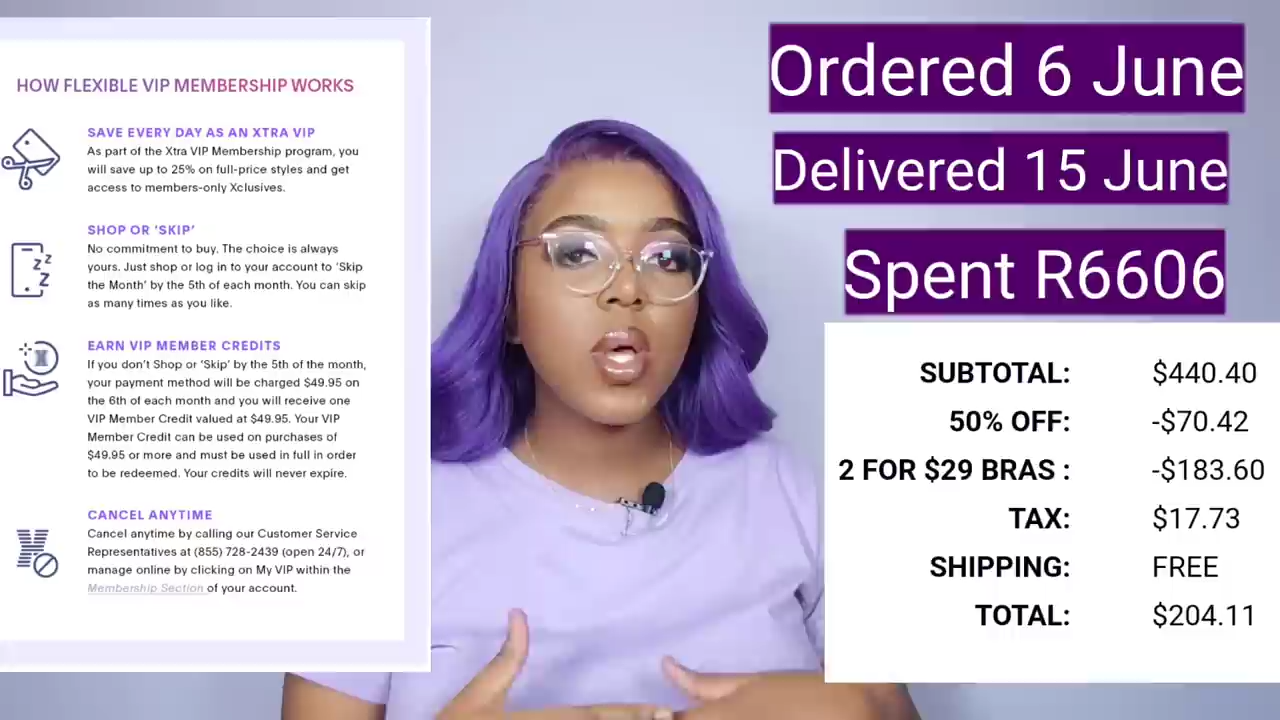 HOW FLEXIBLE VIP MEMBERSHIP WORKS
SAVE EVERY DAY AS AN XTRA VIP
As part of the Xtra VIP Membership program, you
will save up to 25% on full-price styles and get
access to members-only Xclusives.
SHOP OR ‘SKIP’
No commitment to buy. The choice is always
yours. Just shop or log in to your account to ‘Skip
the Month’ by the 5th of each month. You can skip
as many times as you like.
EARN VIP MEMBER CREDITS
If you don’t Shop or ‘Skip’ by the 5th of the month,
your payment method will be charged $49.95 on
the 6th of each month and you will receive one
VIP Member Credit valued at $49.95. Your VIP
Member Credit can be used on purchases of
$49.95 or more and must be used in full in order
to be redeemed. Your credits will never expire.
CANCEL ANYTIME
Cancel anytime by calling our Customer Service
Representatives at (855) 728-2439 (open 24/7), or
manage online by clicking on My VIP within the
Membership Section of your account.
Ordered 6 June
Delivered 15 June
Spent R6606
SUBTOTAL: $440.40
50% OFF: -$70.42
2 FOR $29 BRAS : -$183.60
TAX: $17.73
SHIPPING: FREE
TOTAL: $204.11